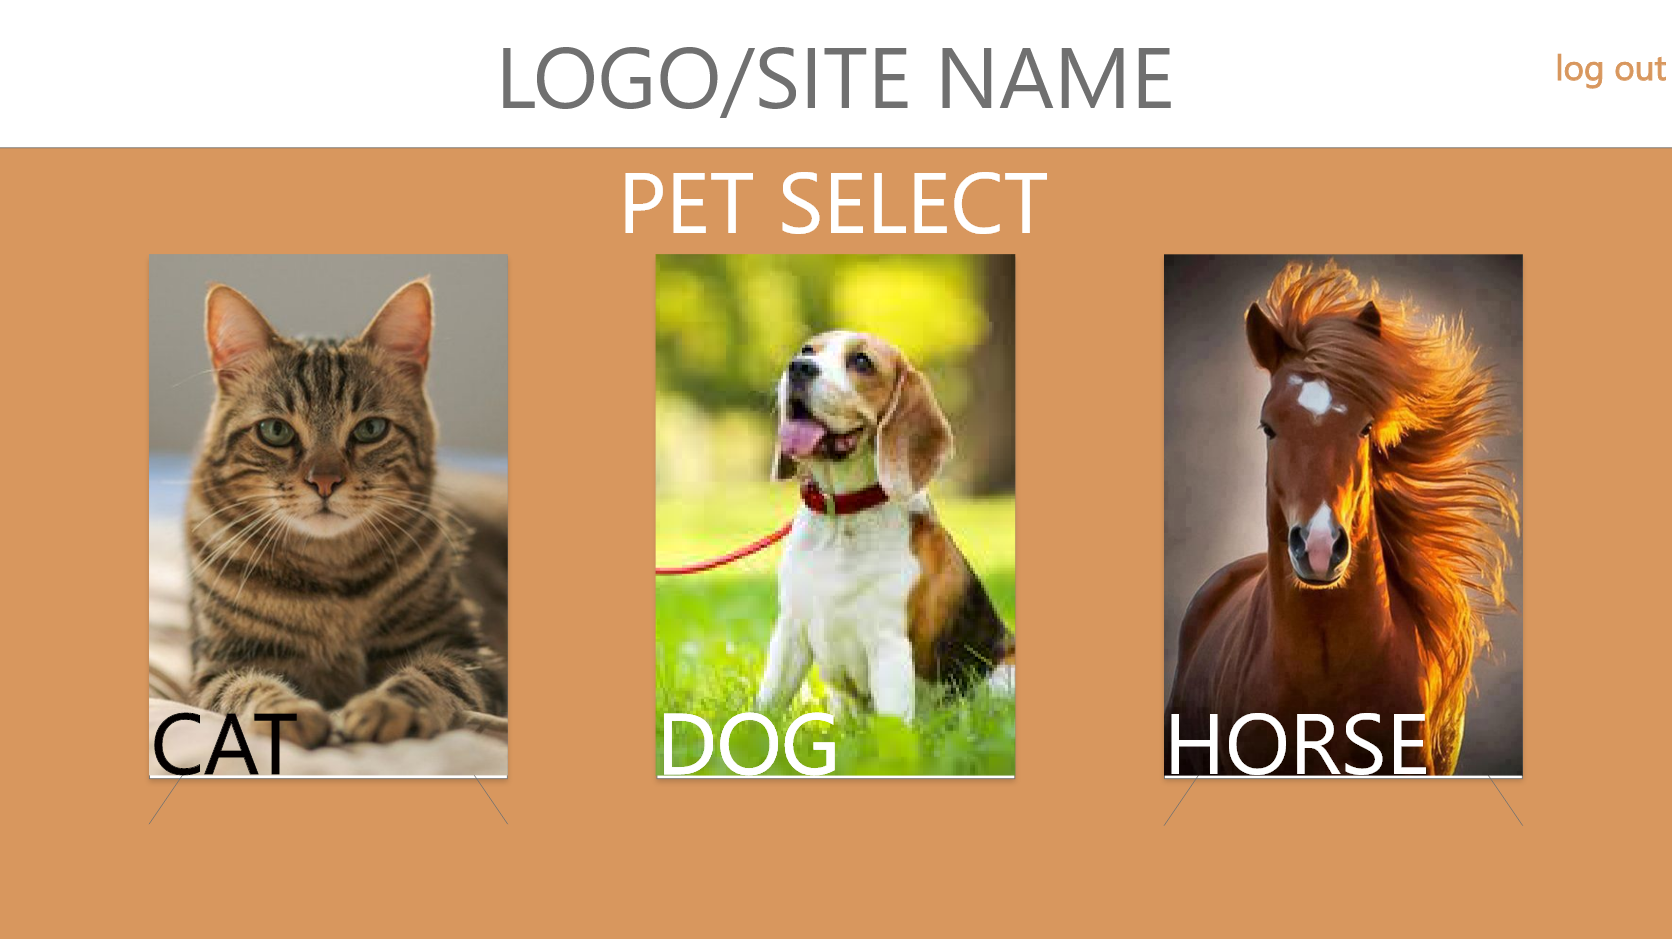 LOGO/SITE NAME
log out
PET SELECT
CAT
DOG
HORSE